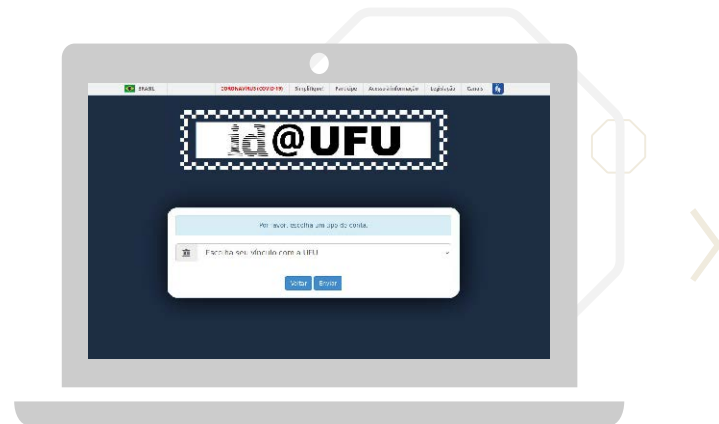 BRASIL CORONAVÍRUS (COVID-19) Simplifique! Participe Acesso à informação Legislação Canais
id@UFU
Por favor, escolha um tipo de conta.
Escolha seu vínculo com a UFU
Voltar Enviar